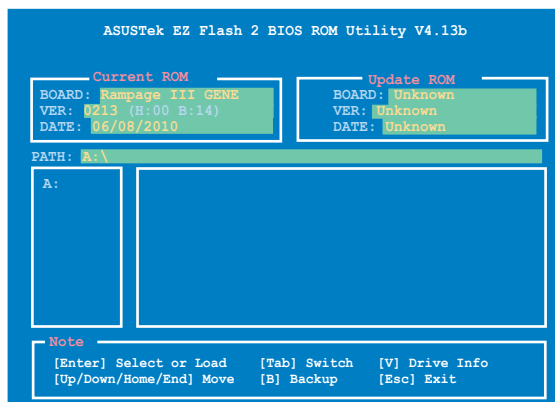 ASUSTek EZ Flash 2 BIOS ROM Utility V4.13b
Current ROM
BOARD: Rampage III GENE
VER: 0213 (H:00 B:14)
DATE: 06/08/2010
Update ROM
BOARD: Unknown
VER: Unknown
DATE: Unknown
PATH: A:\
A:
Note
[Enter] Select or Load [Tab] Switch [V] Drive Info
[Up/Down/Home/End] Move [B] Backup [Esc] Exit